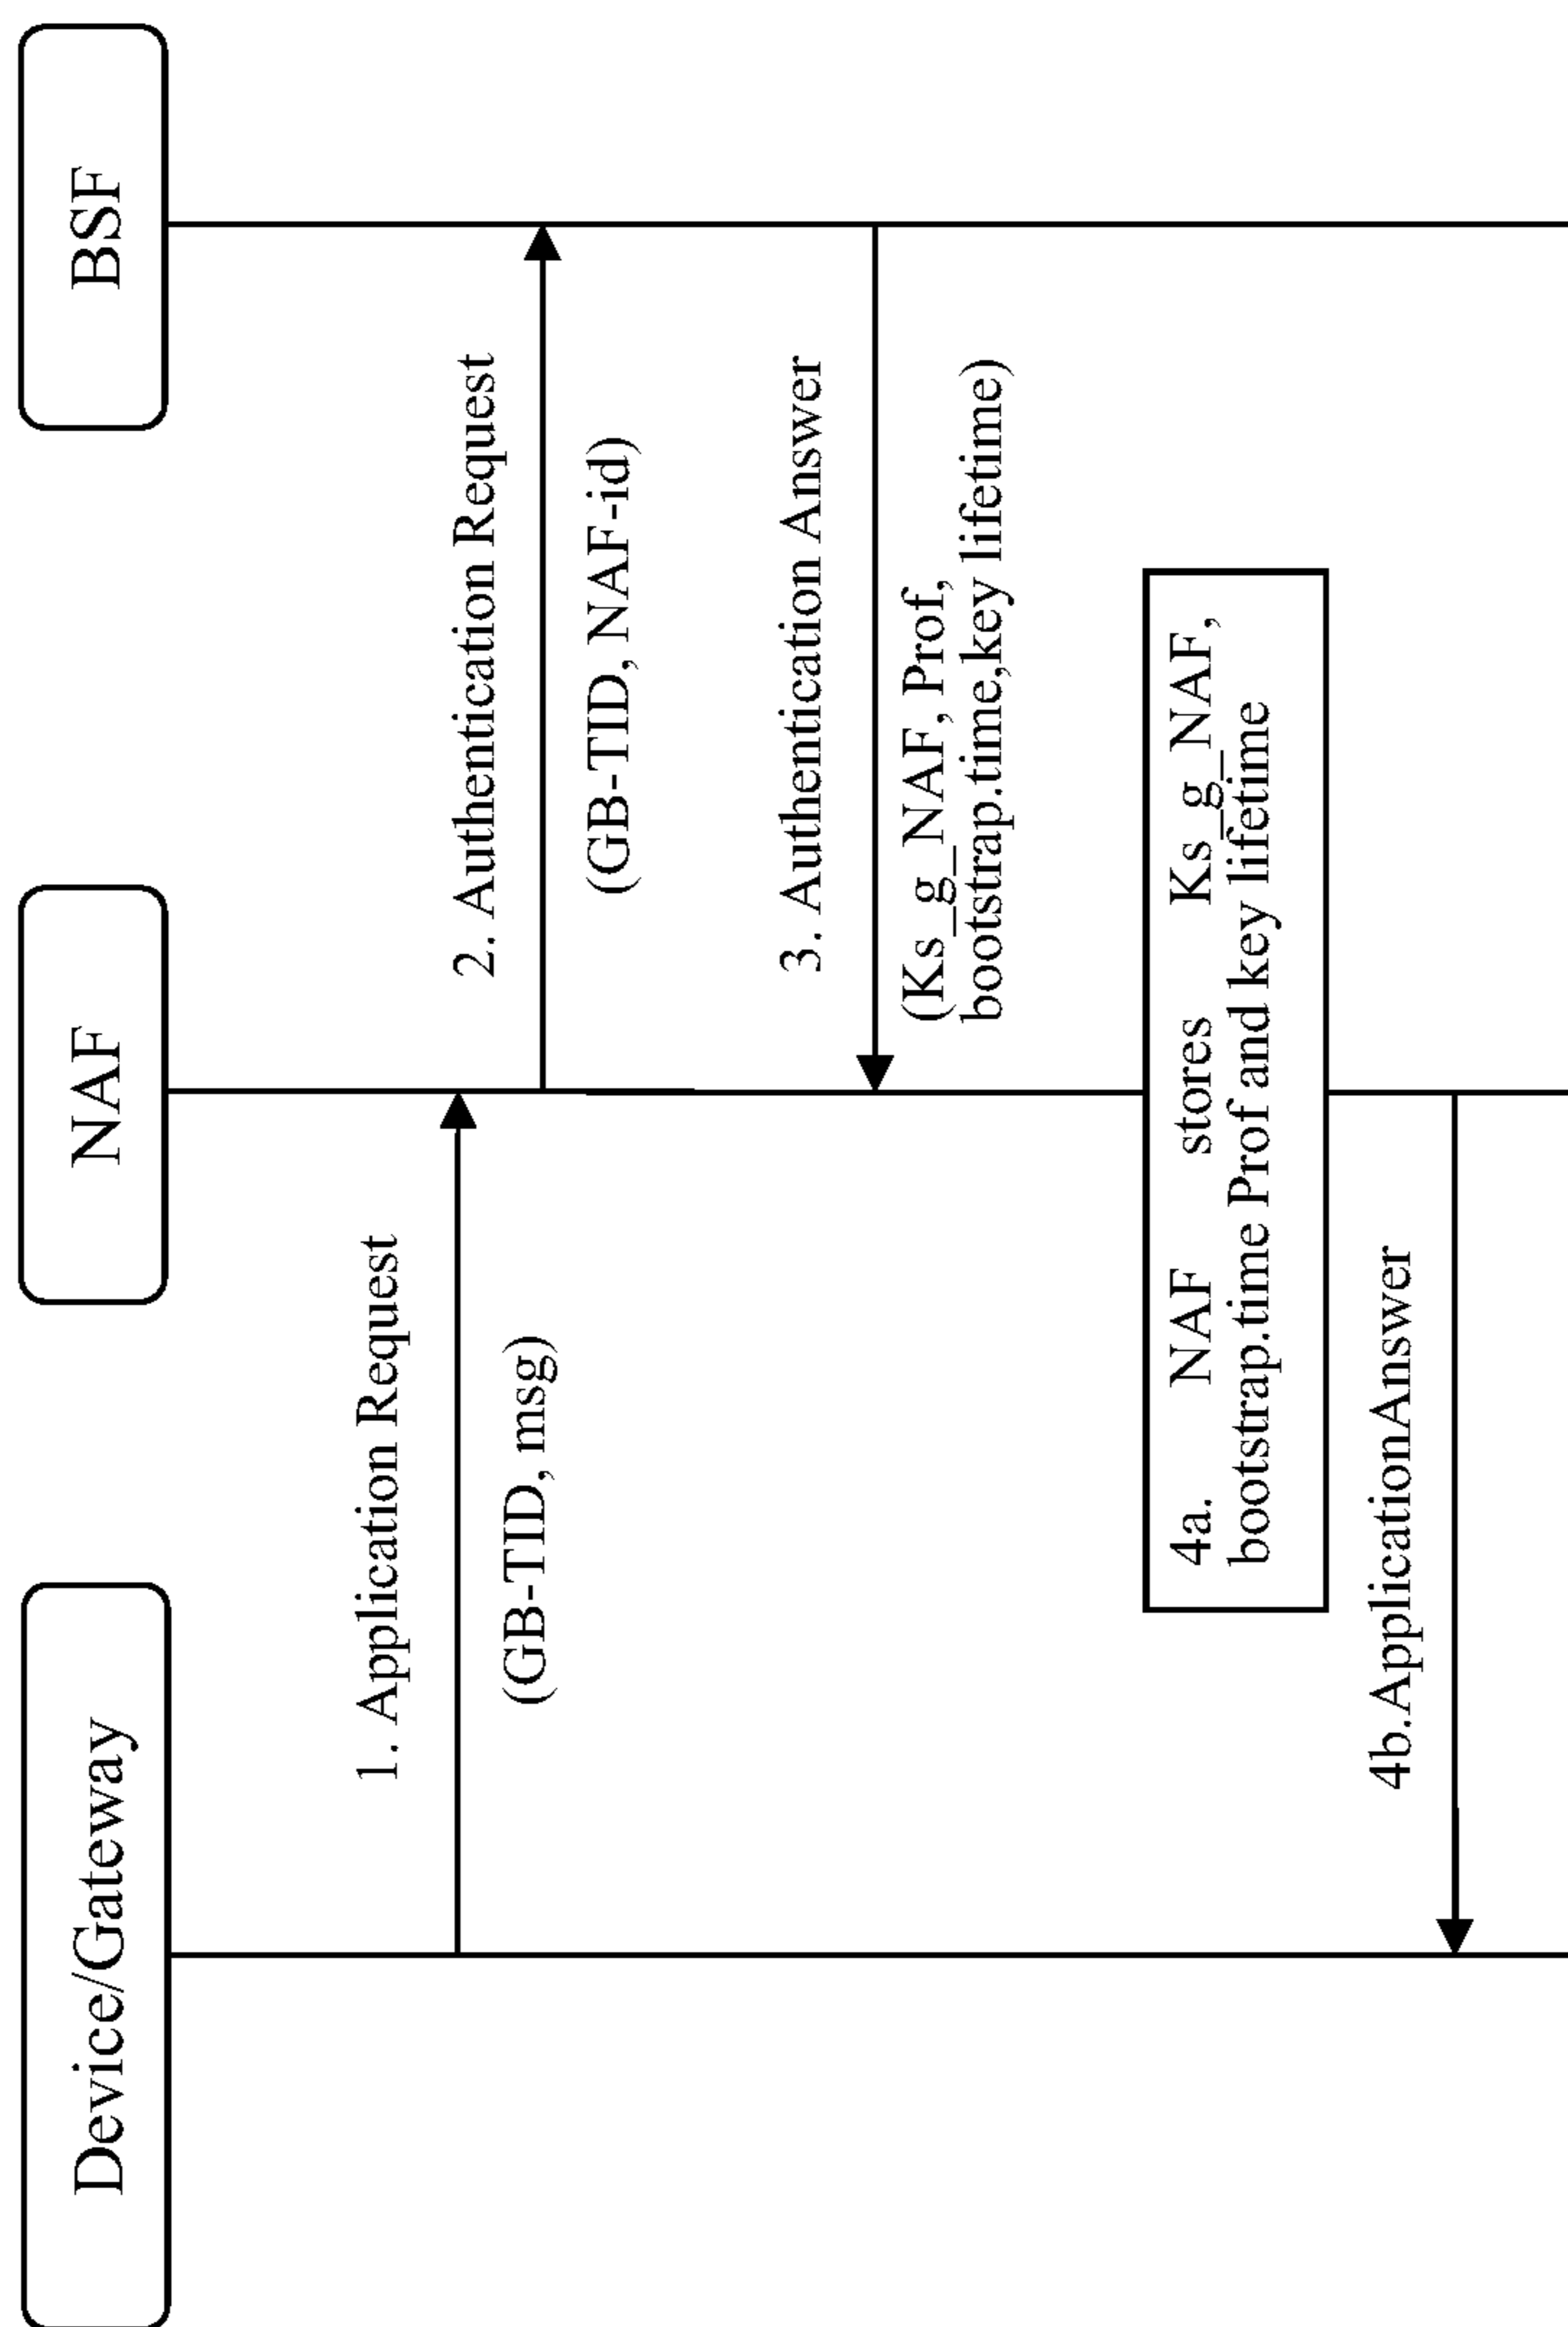 Device/Gateway
NAF
BSF
1. Application Request
(GB-TID, msg)
2. Authentication Request
(GB-TID, NAF-id)
3. Authentication Answer
(Ks_g_NAF, Prof,
bootstrap.time,key lifetime)
4a. NAF stores Ks_g_NAF,
bootstrap.time Prof and key lifetime
4b.ApplicationAnswer